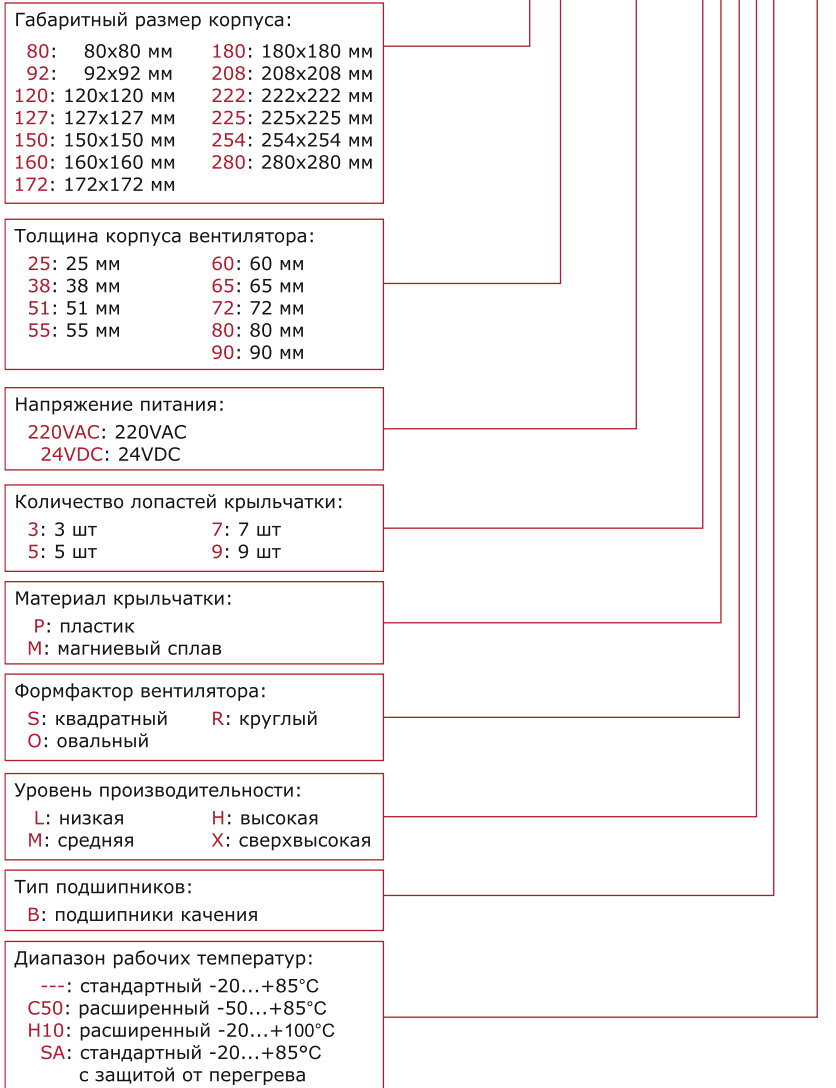 Габаритный размер корпуса:
80: 80x80 мм 180: 180x180 мм
92: 92x92 мм 208: 208x208 мм
120: 120x120 мм 222: 222x222 мм
127: 127x127 мм 225: 225x225 мм
150: 150x150 мм 254: 254x254 мм
160: 160x160 мм 280: 280x280 мм
172: 172x172 мм
Толщина корпуса вентилятора:
25: 25 мм 60: 60 мм
38: 38 мм 65: 65 мм
51: 51 мм 72: 72 мм
55: 55 мм 80: 80 мм
90: 90 мм
Напряжение питания:
220VAC: 220VAC
24VDC: 24VDC
Количество лопастей крыльчатки:
3: 3 шт 7: 7 шт
5: 5 шт 9: 9 шт
Материал крыльчатки:
P: пластик
M: магниевый сплав
Формфактор вентилятора:
S: квадратный R: круглый
O: овальный
Уровень производительности:
L: низкая H: высокая
M: средняя X: сверхвысокая
Тип подшипников:
B: подшипники качения
Диапазон рабочих температур:
---: стандартный -20...+85°C
C50: расширенный -50...+85°C
H10: расширенный -20...+100°C
SA: стандартный -20...+85°C
с защитой от перегрева